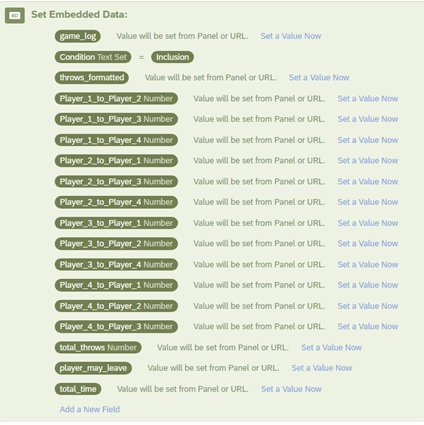 ED Set Embedded Data:
game_log Value will be set from Panel or URL. Set a Value Now
Condition Text Set = Inclusion
throws_formatted Value will be set from Panel or URL. Set a Value Now
Player_1_to_Player_2 Number Value will be set from Panel or URL. Set a Value Now
Player_1_to_Player_3 Number Value will be set from Panel or URL. Set a Value Now
Player_1_to_Player_4 Number Value will be set from Panel or URL. Set a Value Now
Player_2_to_Player_1 Number Value will be set from Panel or URL. Set a Value Now
Player_2_to_Player_3 Number Value will be set from Panel or URL. Set a Value Now
Player_2_to_Player_4 Number Value will be set from Panel or URL. Set a Value Now
Player_3_to_Player_1 Number Value will be set from Panel or URL. Set a Value Now
Player_3_to_Player_2 Number Value will be set from Panel or URL. Set a Value Now
Player_3_to_Player_4 Number Value will be set from Panel or URL. Set a Value Now
Player_4_to_Player_1 Number Value will be set from Panel or URL. Set a Value Now
Player_4_to_Player_2 Number Value will be set from Panel or URL. Set a Value Now
Player_4_to_Player_3 Number Value will be set from Panel or URL. Set a Value Now
total_throws Number Value will be set from Panel or URL. Set a Value Now
player_may_leave Value will be set from Panel or URL. Set a Value Now
total_time Value will be set from Panel or URL. Set a Value Now
Add a New Field